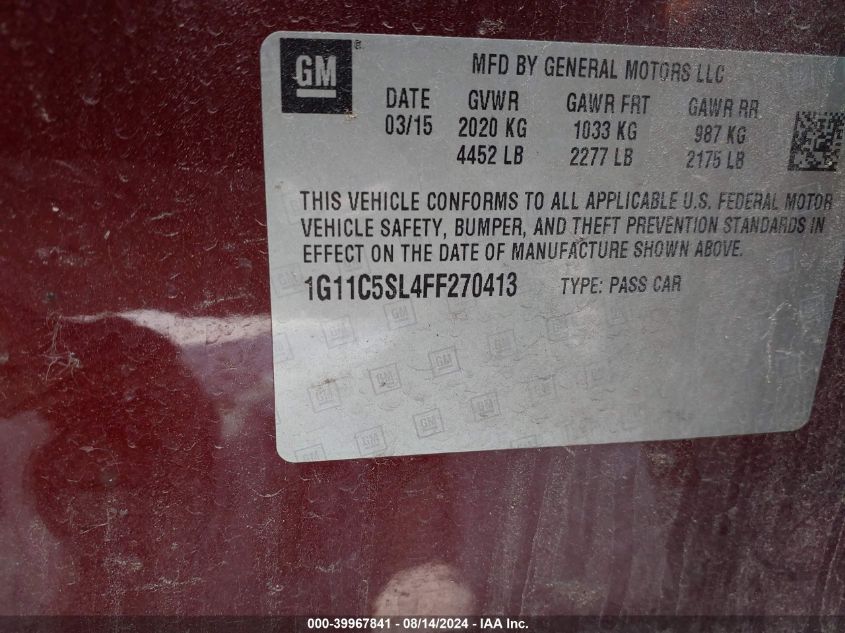 GM
MFD BY GENERAL MOTORS LLC
DATE GVWR GAWR FRT GAWR RR
03/15 2020 KG 1033 KG 987 KG
4452 LB 2277 LB 2175 LB
THIS VEHICLE CONFORMS TO ALL APPLICABLE U.S. FEDERAL MOTOR
VEHICLE SAFETY, BUMPER, AND THEFT PREVENTION STANDARDS IN
EFFECT ON THE DATE OF MANUFACTURE SHOWN ABOVE.
1G11C5SL4FF270413 TYPE: PASS CAR
000-39967841 - 08/14/2024 - IAA Inc.